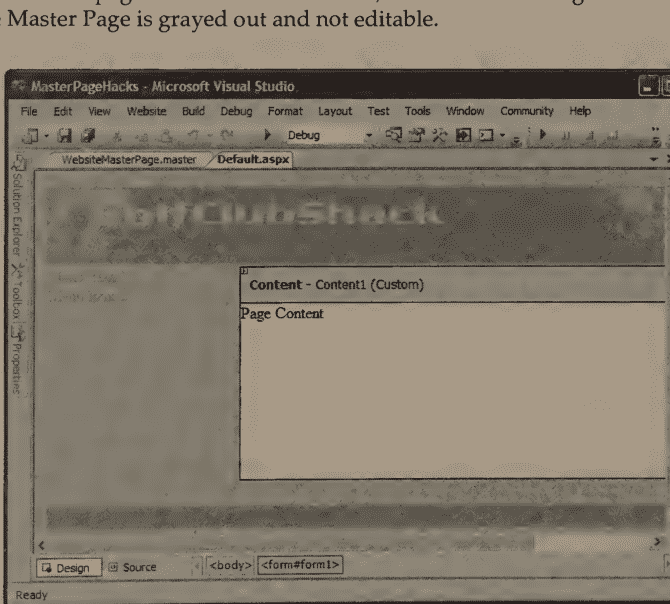 Master Page is grayed out and not editable.
MasterPageHacks - Microsoft Visual Studio
File Edit View Website Build Debug Format Layout Test Tools Window Community Help
Debug
WebsiteMasterPage.master Default.aspx
Solution Explorer
Toolbox
Properties
GolfClubShack
Content - Content1 (Custom)
Page Content
Design Source <body> <form#form1>
Ready